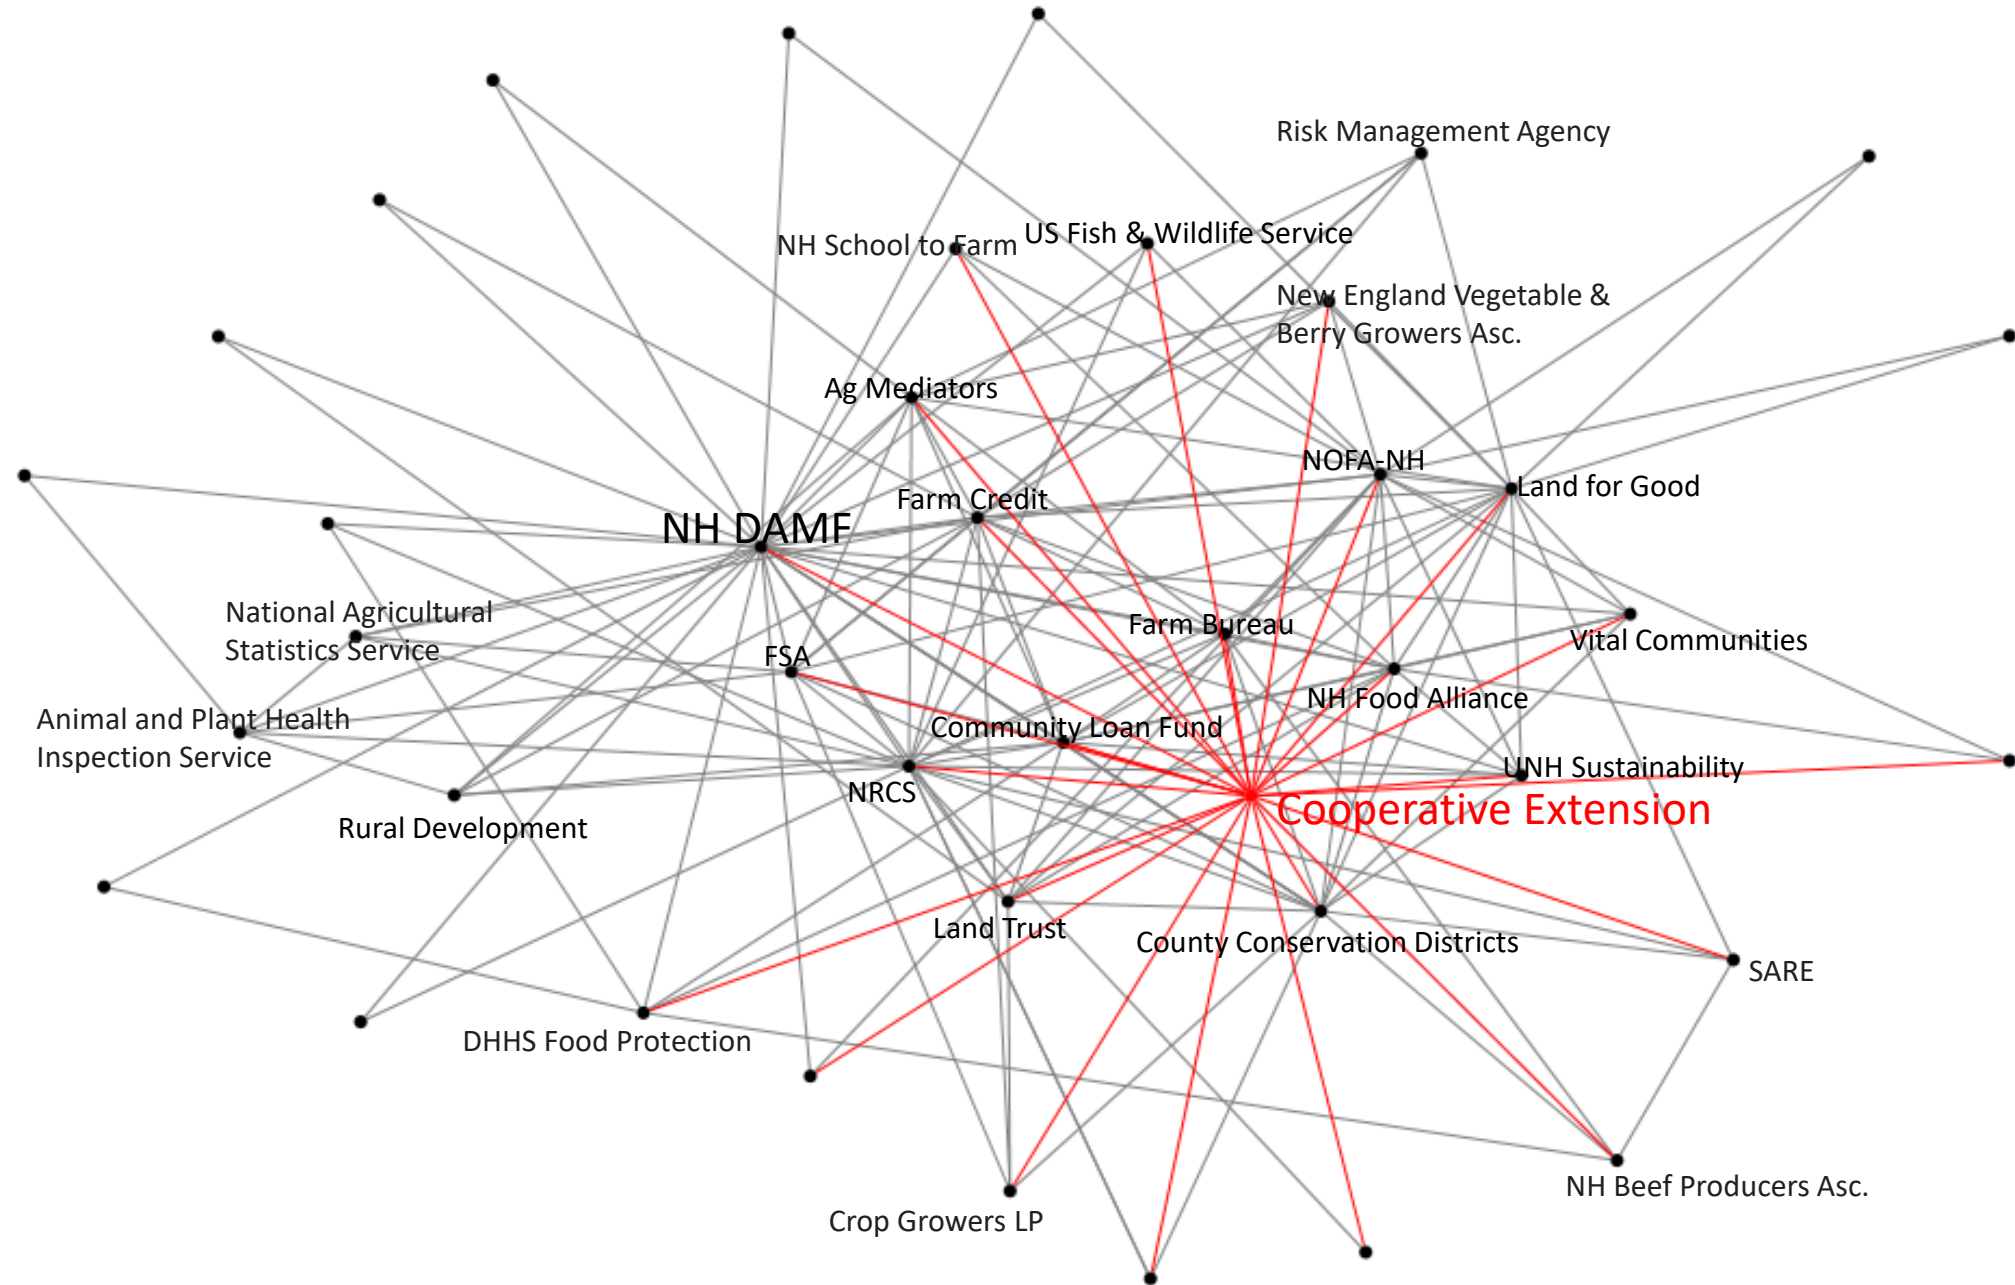 Risk Management Agency
NH School to Farm
US Fish & Wildlife Service
New England Vegetable &
Berry Growers Asc.
Ag Mediators
NOFA-NH
Land for Good
Farm Credit
NH DAMF
National Agricultural
Statistics Service
Farm Bureau
Vital Communities
FSA
NH Food Alliance
Animal and Plant Health
Inspection Service
Community Loan Fund
UNH Sustainability
NRCS
Cooperative Extension
Rural Development
Land Trust
County Conservation Districts
SARE
DHHS Food Protection
NH Beef Producers Asc.
Crop Growers LP